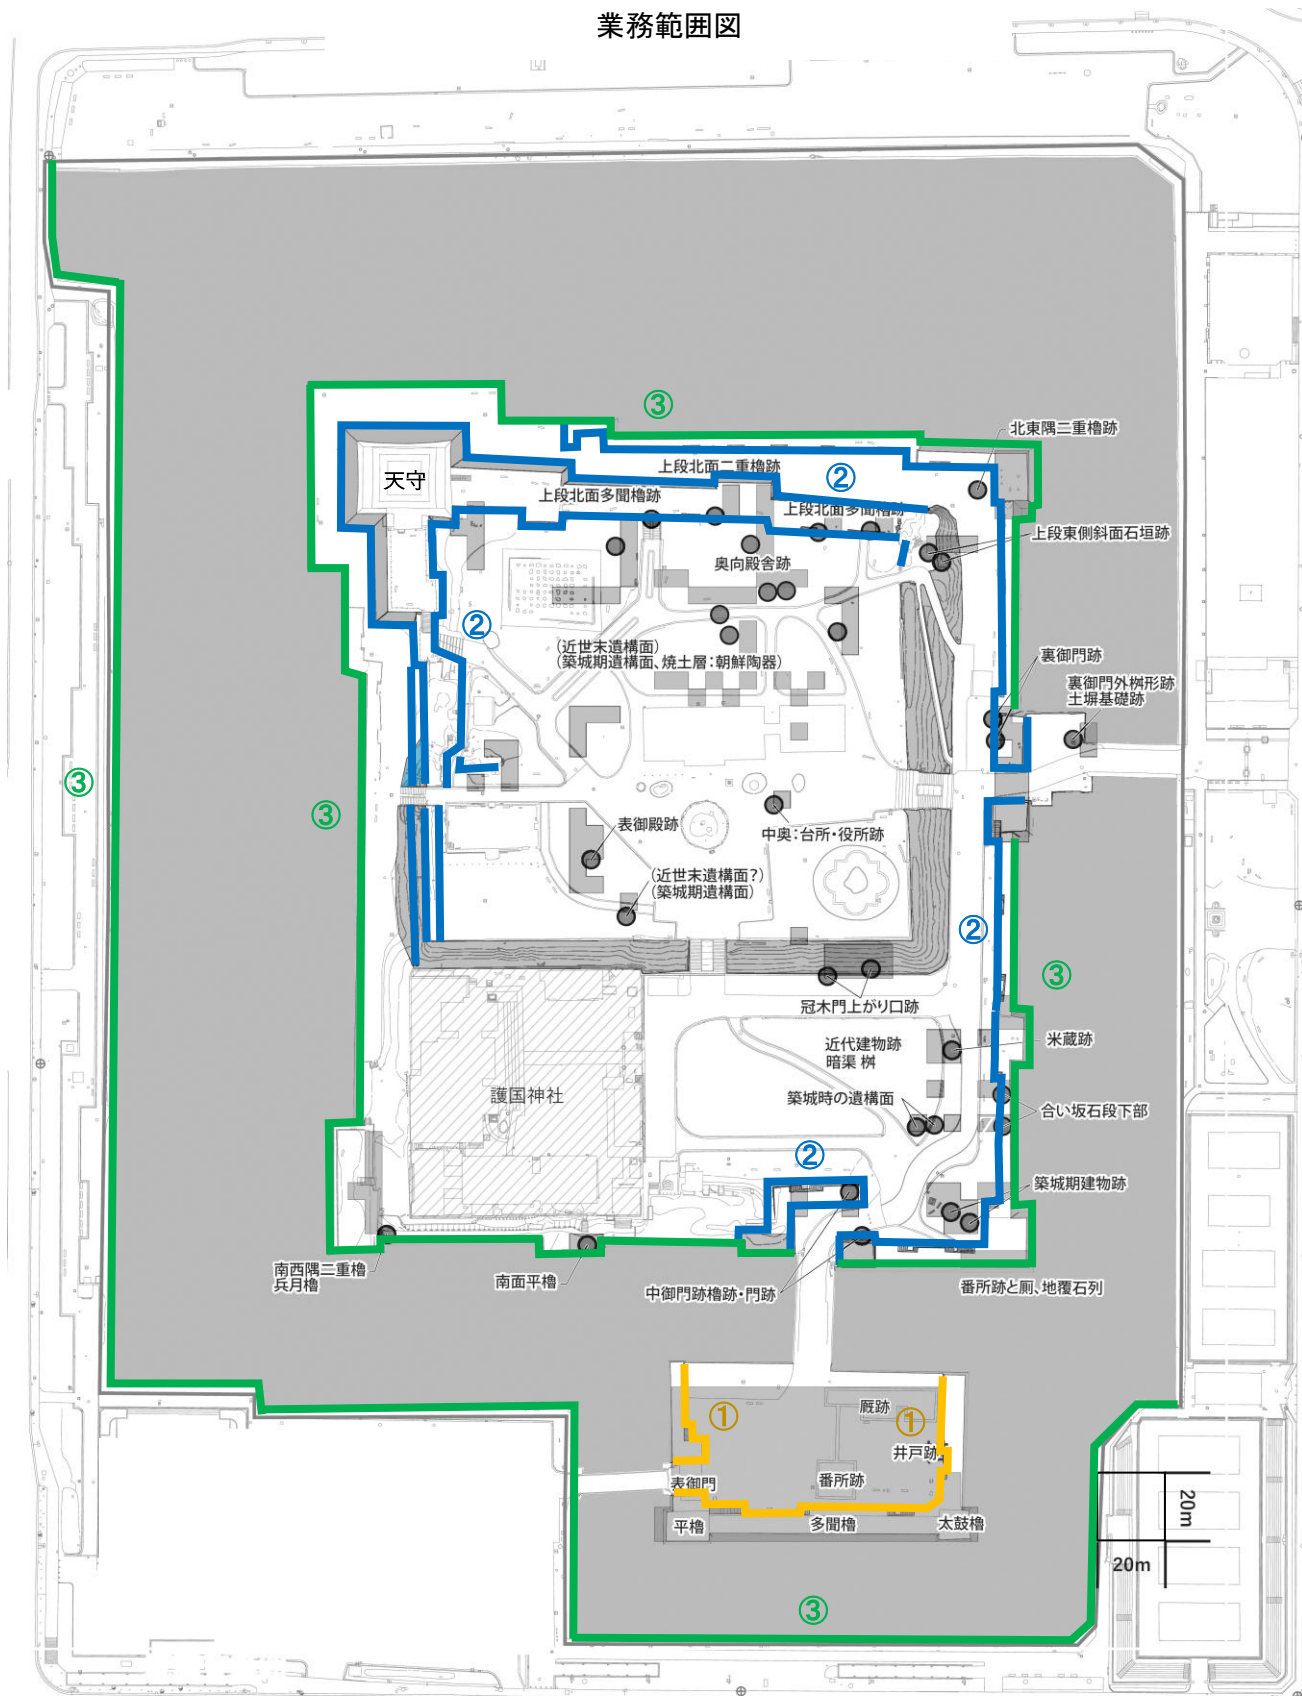 業務範囲図
③
北東隅二重櫓跡
上段北面二重櫓跡
②
天守
上段北面多聞櫓跡
上段北面多聞櫓跡
上段東側斜面石垣跡
奥向殿舎跡
②
(近世末遺構面)
(築城期遺構面、焼土層:朝鮮陶器)
裏御門跡
裏御門外桝形跡
土塀基礎跡
③
③
表御殿跡
中奥:台所・役所跡
(近世末遺構面?)
(築城期遺構面)
②
③
冠木門上がり口跡
近代建物跡
暗渠 桝
米蔵跡
護国神社
築城時の遺構面
合い坂石段下部
②
築城期建物跡
南西隅二重櫓
兵月櫓
南面平櫓
中御門跡櫓跡・門跡
番所跡と厠、地覆石列
①
厩跡
①
井戸跡
表御門
番所跡
平櫓
多聞櫓
太鼓櫓
20m
20m
③